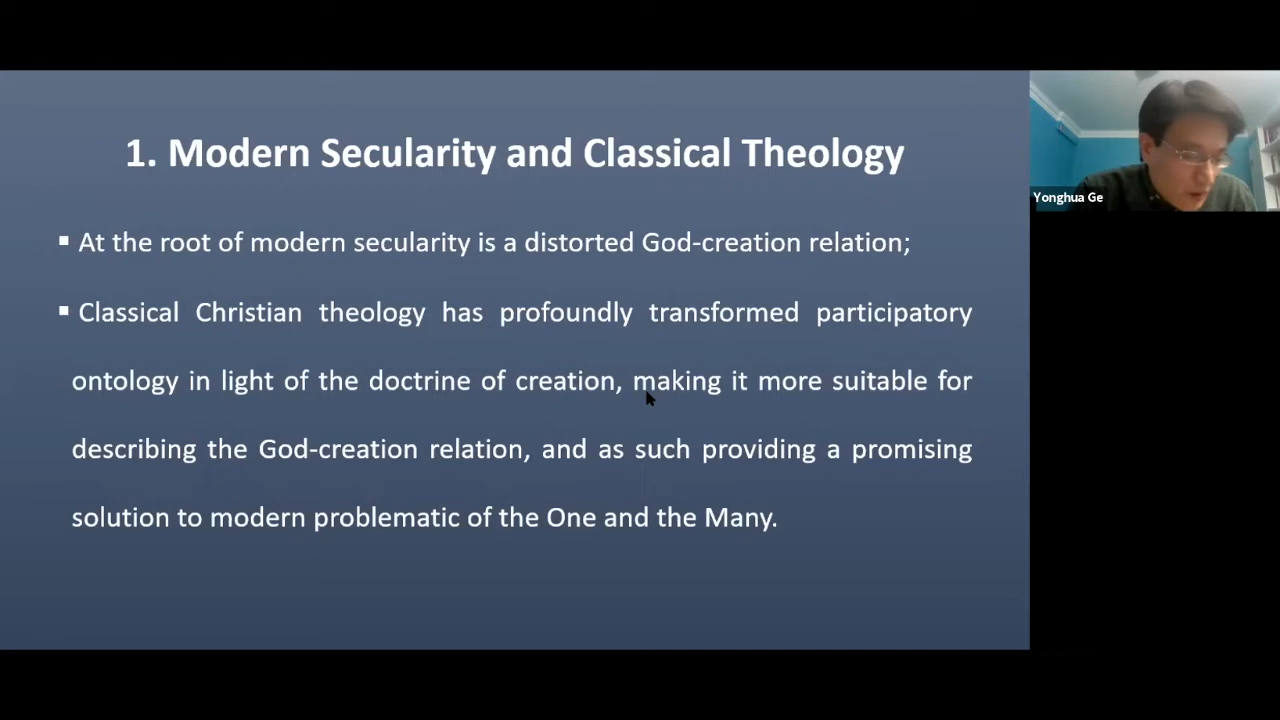 1. Modern Secularity and Classical Theology
▪ At the root of modern secularity is a distorted God-creation relation;
▪ Classical Christian theology has profoundly transformed participatory
ontology in light of the doctrine of creation, making it more suitable for
describing the God-creation relation, and as such providing a promising
solution to modern problematic of the One and the Many.
Yonghua Ge